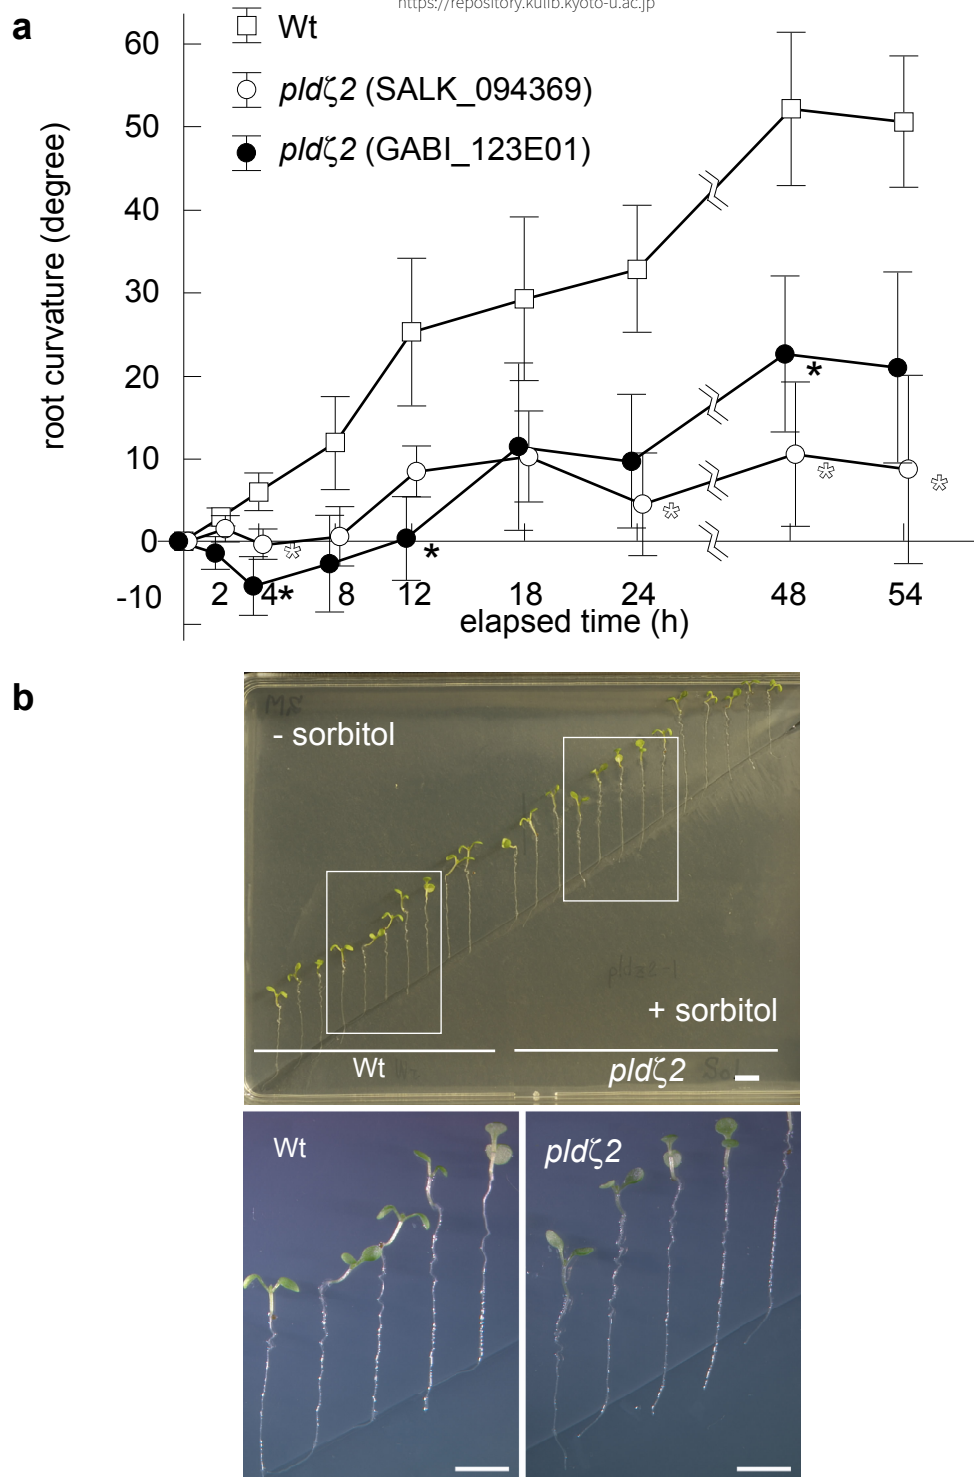 https://repository.kulib.kyoto-u.ac.jp
a
Wt
pldζ2 (SALK_094369)
pldζ2 (GABI_123E01)
root curvature (degree)
60
50
40
30
20
10
0
-10
* * *
2 4 8 12 18 24 48 54
elapsed time (h)
b
MS
- sorbitol
+ sorbitol
Wt
pldζ2
Wt
pldζ2